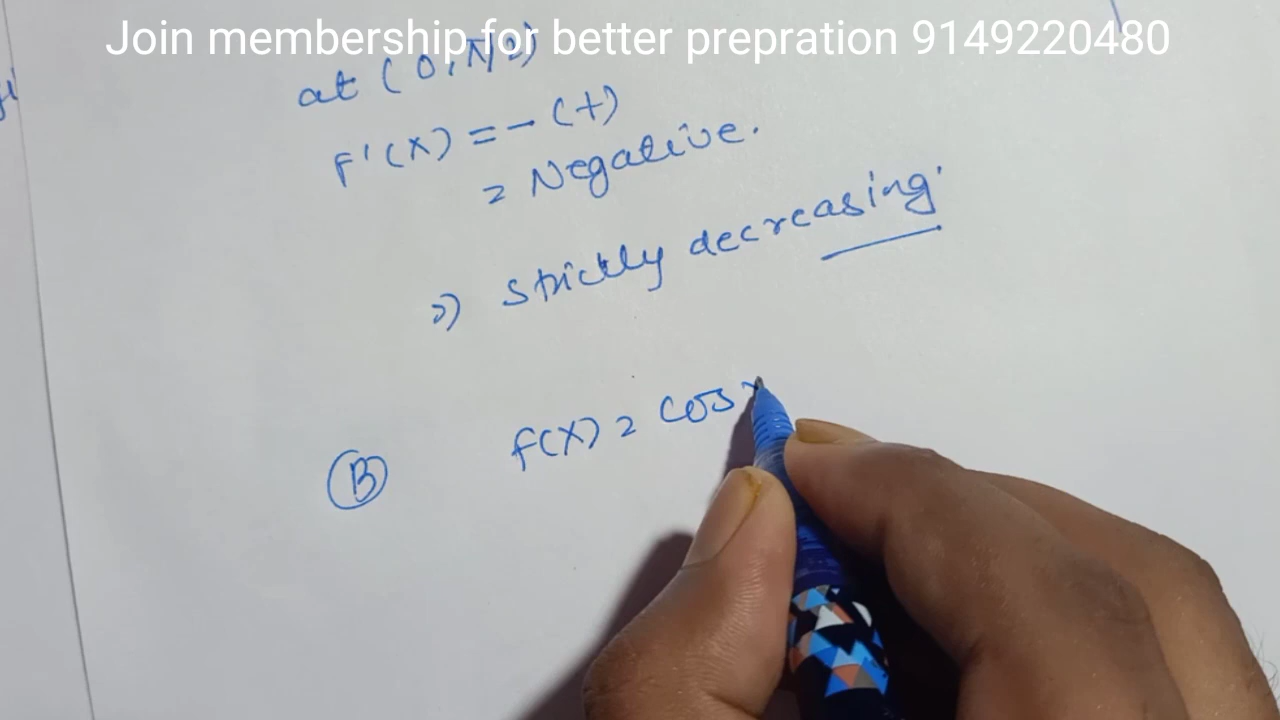 Join membership for better prepration 9149220480
at (0, π/2)
F'(X) = - (+)
= Negative.
⇒ Strictly decreasing.
(B) f(X) = Cos x